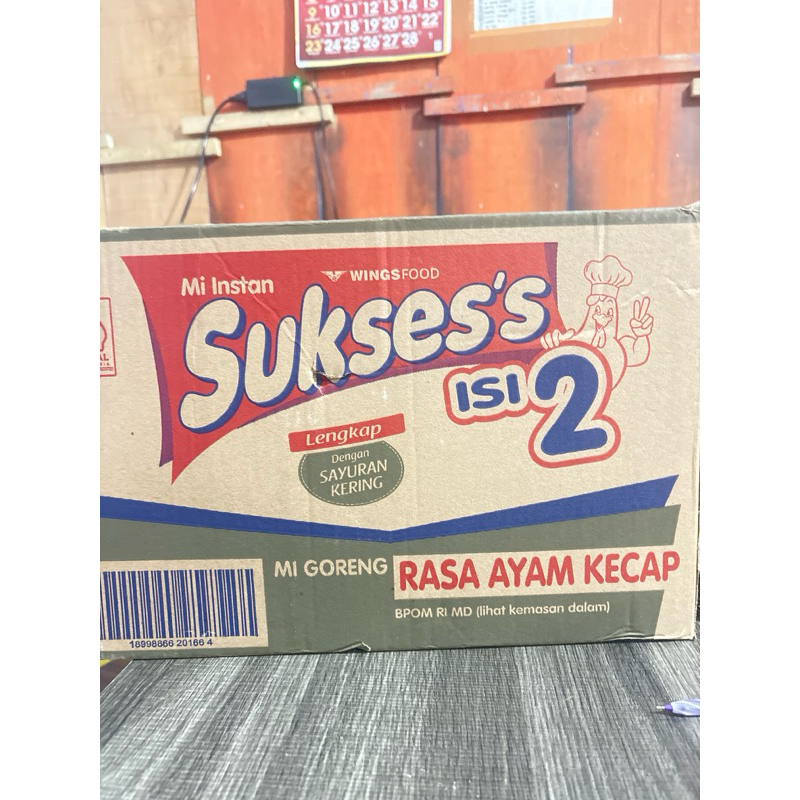 9 10 11 12 13 14 15
16 17 18 19 20 21 22
23 24 25 26 27 28
Mi Instan
WINGSFOOD
Sukses's
ISI 2
Lengkap
Dengan
SAYURAN
KERING
MI GORENG
RASA AYAM KECAP
BPOM RI MD (lihat kemasan dalam)
18998866 20166 4